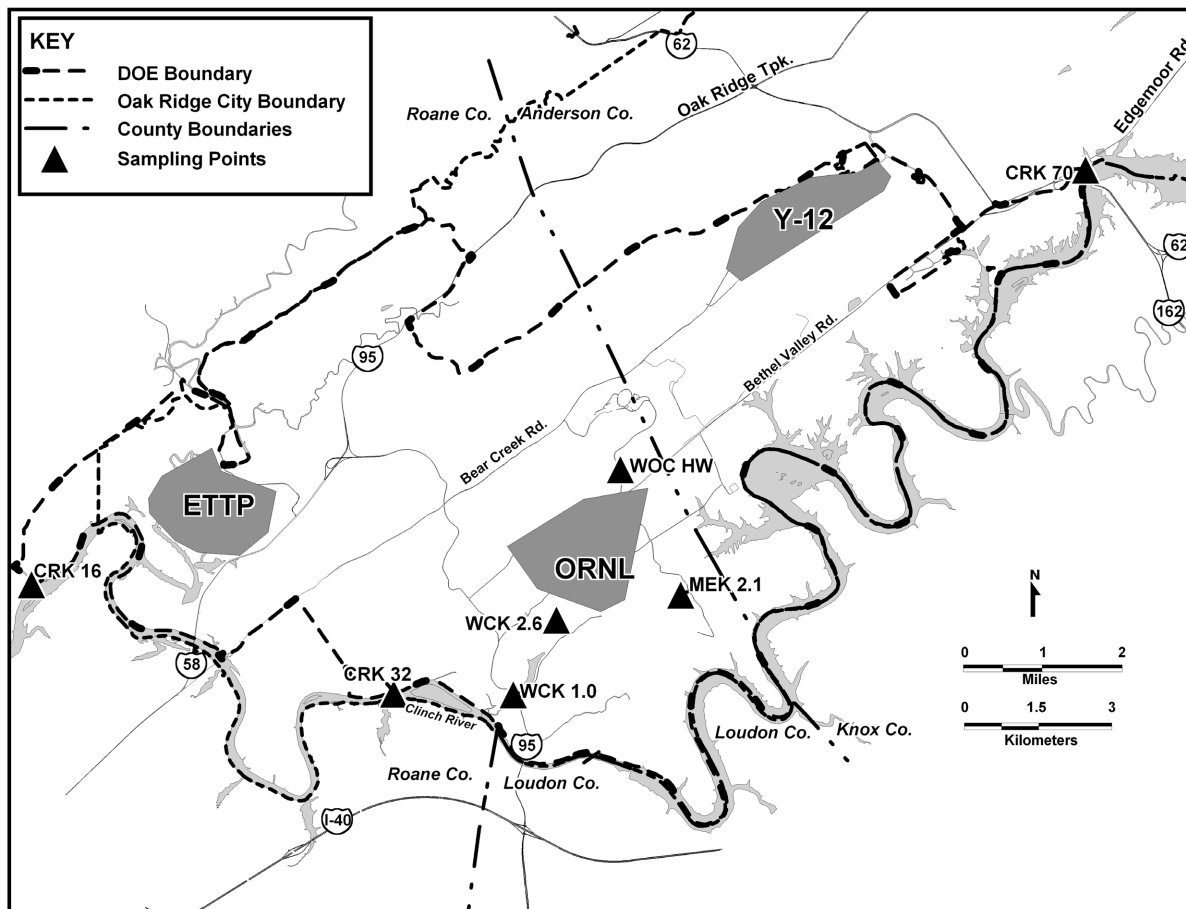 KEY
DOE Boundary
Oak Ridge City Boundary
County Boundaries
Sampling Points
62
Oak Ridge Tpk.
Edgemoor Rd.
Roane Co.
Anderson Co.
CRK 70
Y-12
62
162
95
Bethel Valley Rd.
Bear Creek Rd.
WOC HW
ETTP
ORNL
CRK 16
MEK 2.1
WCK 2.6
N
0 1 2
Miles
58
CRK 32
WCK 1.0
Clinch River
0 1.5 3
Kilometers
95
Loudon Co.
Knox Co.
Roane Co.
Loudon Co.
I-40